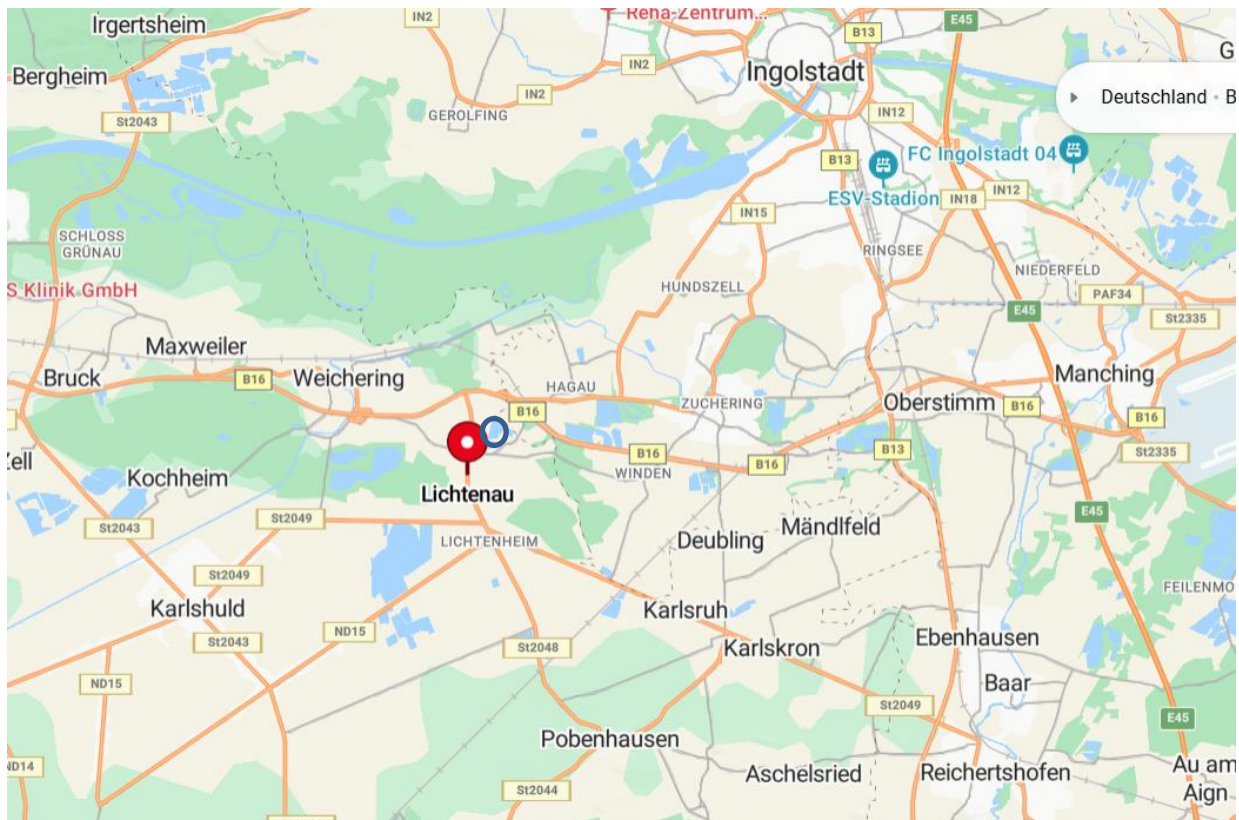 Irgertsheim
IN2
Reha-Zentrum...
B13
E45
Bergheim
IN2
Ingolstadt
G
IN2
Deutschland · B
GEROLFING
St2043
IN12
B13
FC Ingolstadt 04
ESV-Stadion
IN18
IN12
IN15
SCHLOSS
GRÜNAU
RINGSEE
NIEDERFELD
S Klinik GmbH
HUNDSZELL
PAF34
E45
St2335
Maxweiler
Bruck
B16
Weichering
HAGAU
Manching
ZUCHERING
Oberstimm
B16
B16
B16
Zell
B16
B16
B13
St2335
WINDEN
Kochheim
Lichtenau
St2043
St2049
E45
Mändlfeld
Deubling
LICHTENHEIM
St2049
FEILENMO
Karlshuld
Karlsruh
ND15
St2043
St2048
Karlskron
Ebenhausen
ND15
Baar
St2049
E45
Pobenhausen
ND14
Aschelsried
Reichertshofen
Au am
Aign
St2044